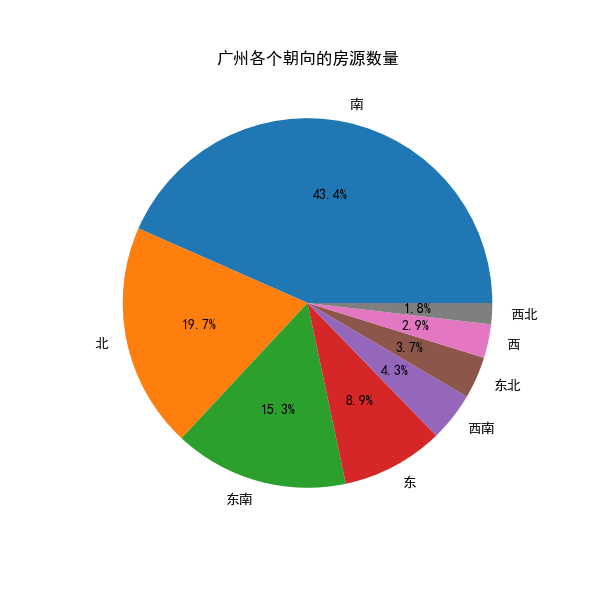 广州各个朝向的房源数量
南
43.4%
北
19.7%
东南
15.3%
东
8.9%
西南
4.3%
东北
3.7%
西
2.9%
西北
1.8%